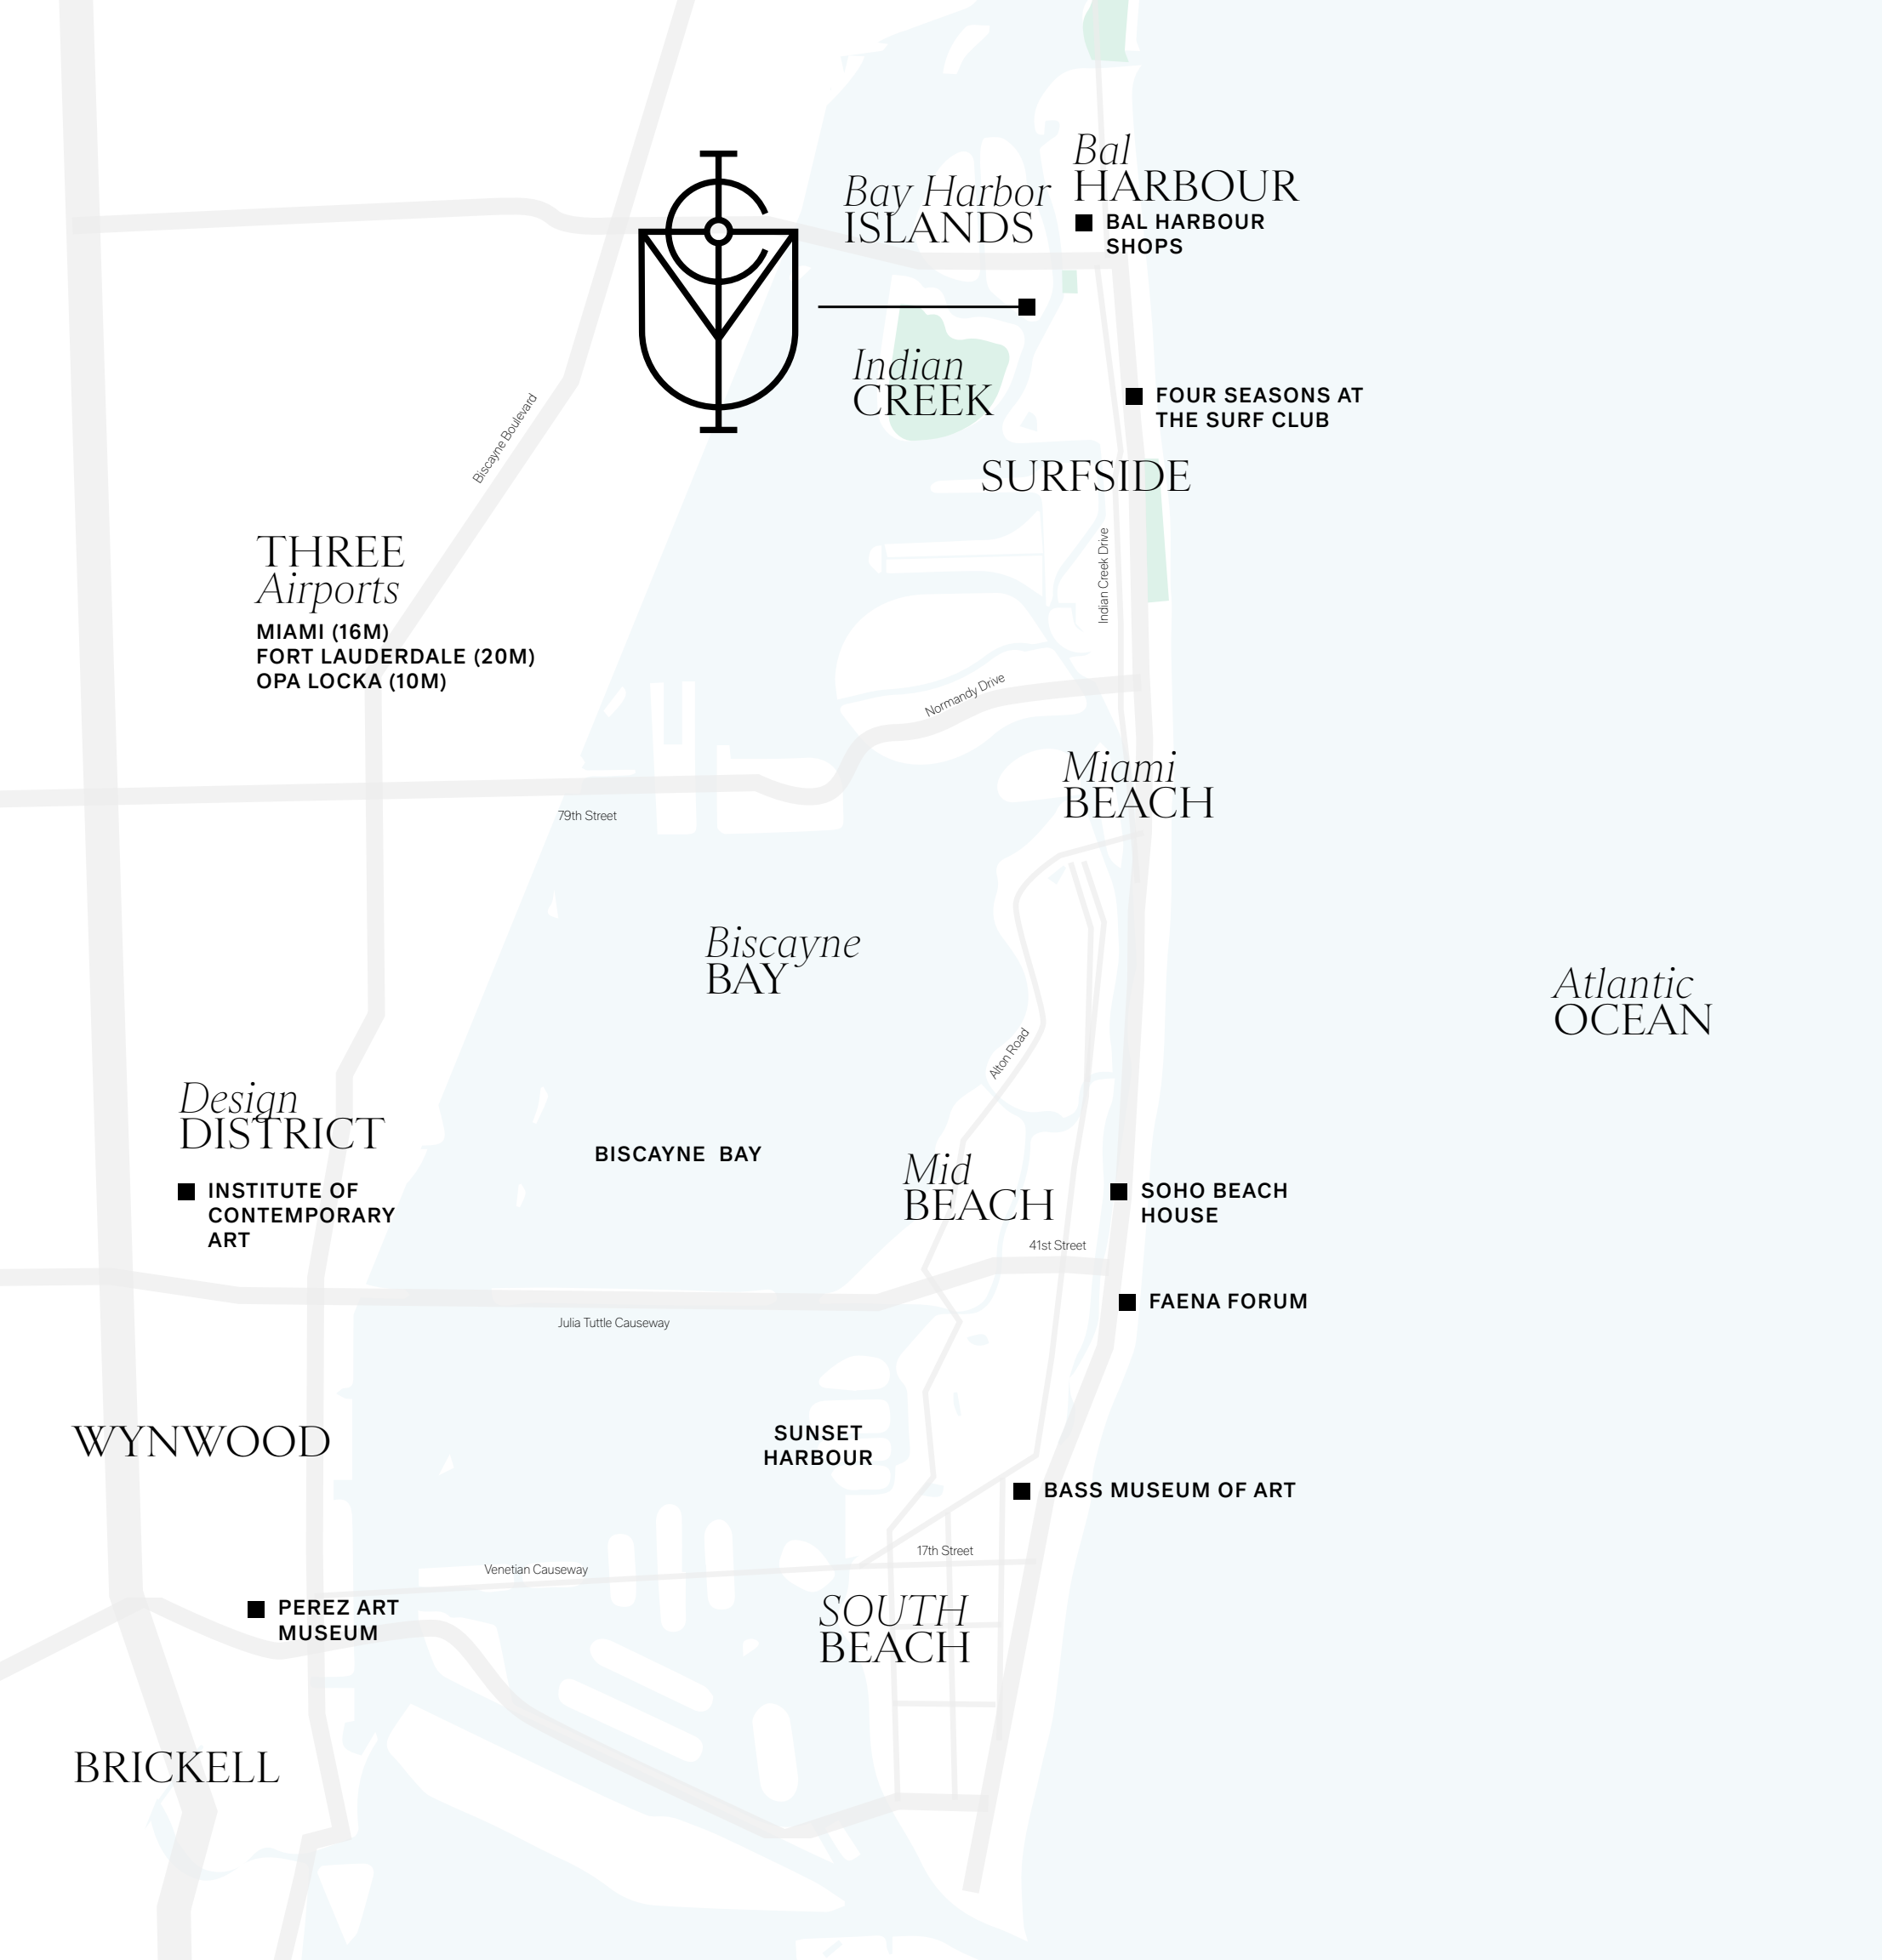 Bal
HARBOUR
BAL HARBOUR
SHOPS
Bay Harbor
ISLANDS
Indian
CREEK
FOUR SEASONS AT
THE SURF CLUB
Biscayne Boulevard
SURFSIDE
THREE
Airports
MIAMI (16M)
FORT LAUDERDALE (20M)
OPA LOCKA (10M)
Indian Creek Drive
Normandy Drive
Miami
BEACH
79th Street
Biscayne
BAY
Atlantic
OCEAN
Alton Road
Design
DISTRICT
INSTITUTE OF
CONTEMPORARY
ART
BISCAYNE BAY
Mid
BEACH
SOHO BEACH
HOUSE
41st Street
FAENA FORUM
Julia Tuttle Causeway
WYNWOOD
SUNSET
HARBOUR
BASS MUSEUM OF ART
17th Street
Venetian Causeway
PEREZ ART
MUSEUM
SOUTH
BEACH
BRICKELL